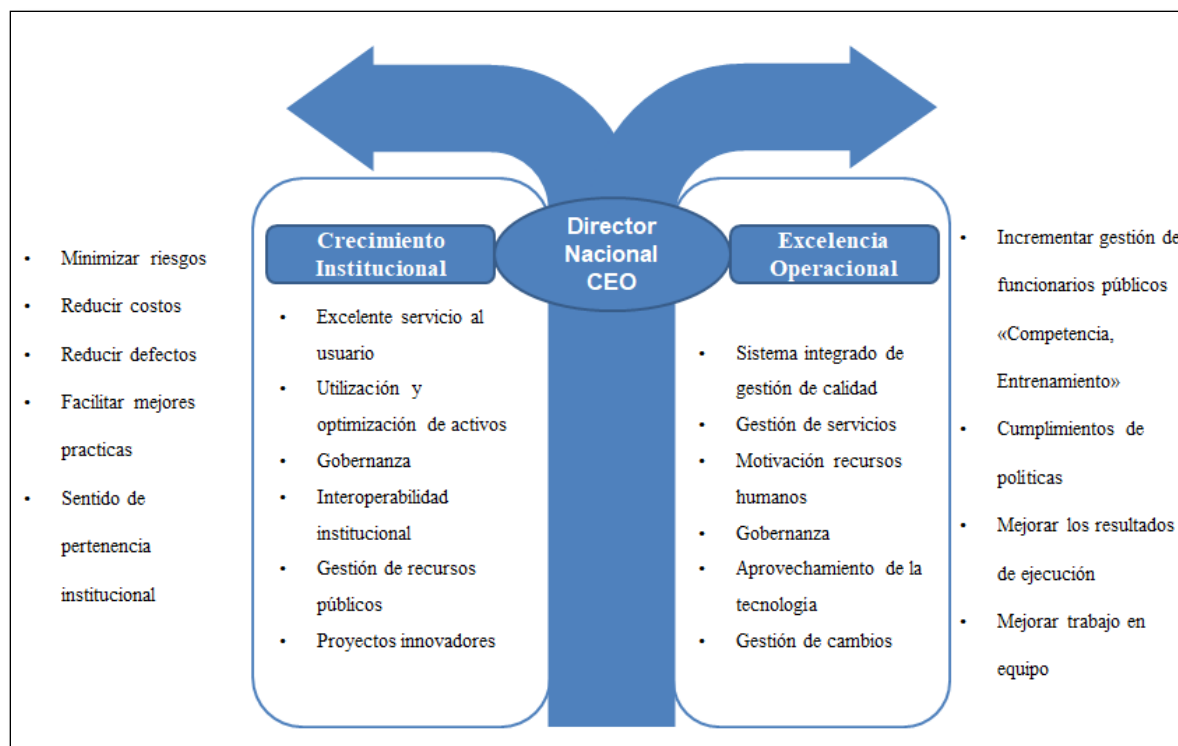 Director
Nacional
CEO
• Minimizar riesgos
• Reducir costos
• Reducir defectos
• Facilitar mejores
practicas
• Sentido de
pertenencia
institucional
Crecimiento
Institucional
• Excelente servicio al
usuario
• Utilización y
optimización de activos
• Gobernanza
• Interoperabilidad
institucional
• Gestión de recursos
públicos
• Proyectos innovadores
Excelencia
Operacional
• Sistema integrado de
gestión de calidad
• Gestión de servicios
• Motivación recursos
humanos
• Gobernanza
• Aprovechamiento de la
tecnología
• Gestión de cambios
• Incrementar gestión de
funcionarios públicos
«Competencia,
Entrenamiento»
• Cumplimientos de
políticas
• Mejorar los resultados
de ejecución
• Mejorar trabajo en
equipo